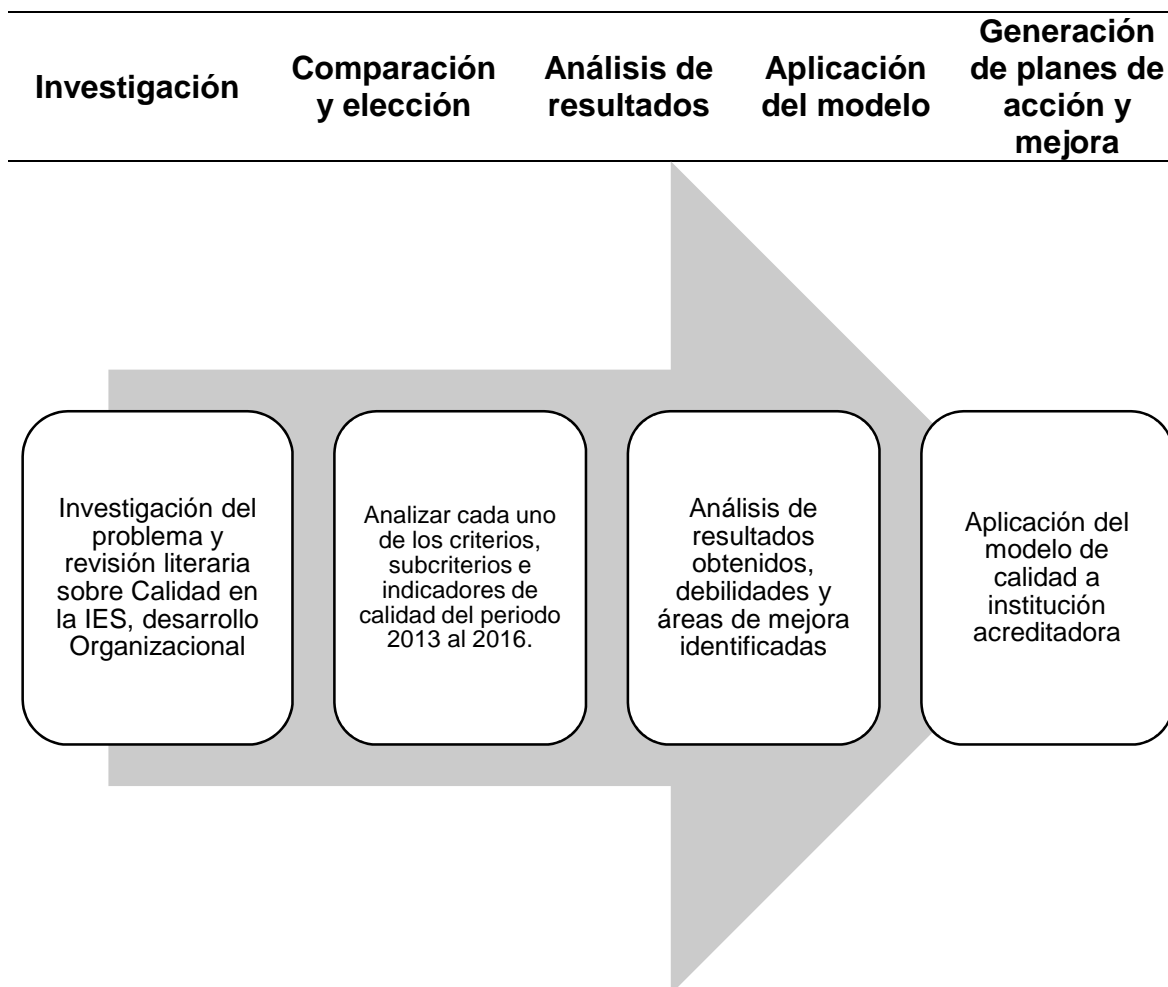 Investigación
Comparación
y elección
Análisis de
resultados
Aplicación
del modelo
Generación
de planes de
acción y
mejora
Investigación del
problema y
revisión literaria
sobre Calidad en
la IES, desarrollo
Organizacional
Analizar cada uno
de los criterios,
subcriterios e
indicadores de
calidad del periodo
2013 al 2016.
Análisis de
resultados
obtenidos,
debilidades y
áreas de mejora
identificadas
Aplicación del
modelo de
calidad a
institución
acreditadora